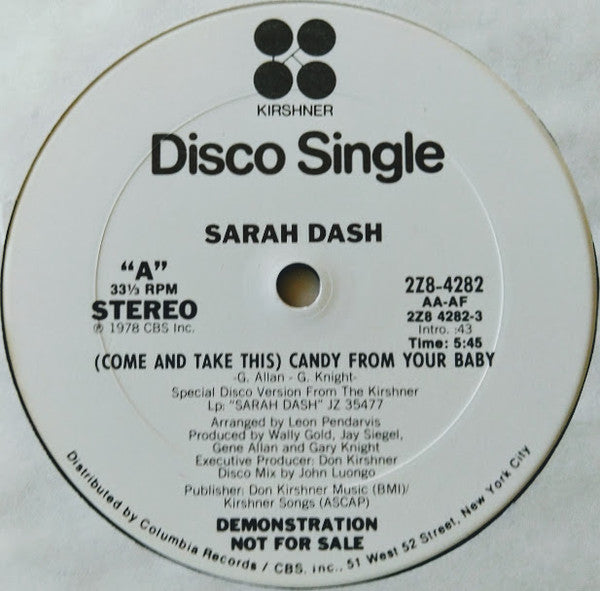 KIRSHNER
Disco Single
SARAH DASH
"A"
33⅓ RPM
STEREO
℗ 1978 CBS Inc.
2Z8-4282
AA-AF
2Z8 4282-3
Intro. :43
Time: 5:45
(COME AND TAKE THIS) CANDY FROM YOUR BABY
-G. Allan - G. Knight-
Special Disco Version From The Kirshner
Lp: "SARAH DASH" JZ 35477
Arranged by Leon Pendarvis
Produced by Wally Gold, Jay Siegel,
Gene Allan and Gary Knight
Executive Producer: Don Kirshner
Disco Mix by John Luongo
Publisher: Don Kirshner Music (BMI)/
Kirshner Songs (ASCAP)
DEMONSTRATION
NOT FOR SALE
Distributed by Columbia Records / CBS, inc., 51 West 52 Street, New York City